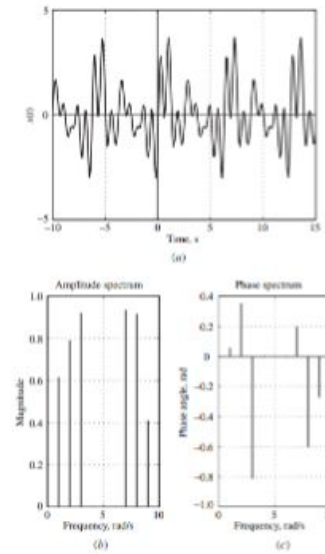 5
x(t)
0
−5
−10 −5 0 5 10 15
Time, s
(a)
Amplitude spectrum
1.0
0.8
0.6
0.4
0.2
0
Magnitude
0 5 10
Frequency, rad/s
(b)
Phase spectrum
0.4
0.2
0
−0.2
−0.4
−0.6
−0.8
−1.0
Phase angle, rad
0 5
Frequency, rad/s
(c)